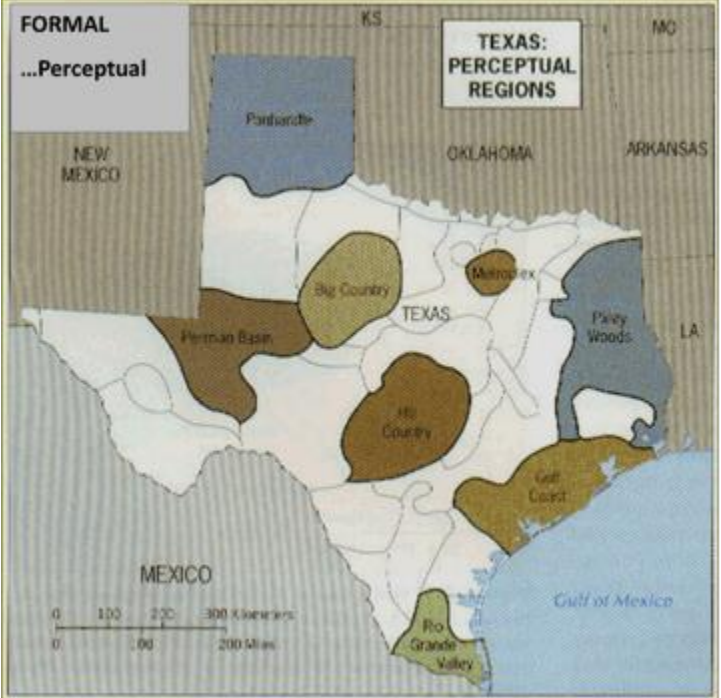 FORMAL
...Perceptual
KS
MO
TEXAS:
PERCEPTUAL
REGIONS
Panhandle
NEW
MEXICO
OKLAHOMA
ARKANSAS
Metroplex
Big Country
TEXAS
Piney
Woods
LA
Permian Basin
Hill
Country
Gulf
Coast
MEXICO
Gulf of Mexico
0 100 200 300 Kilometers
0 100 200 Miles
Rio
Grande
Valley